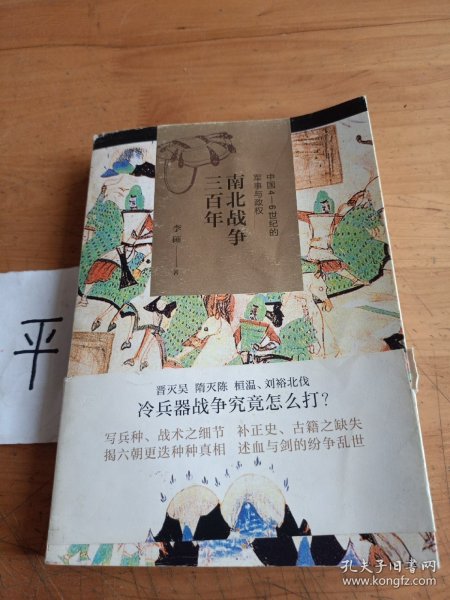 中国4—6世纪的
军事与政权
南北战争
三百年
李硕——著
平
晋灭吴 隋灭陈 桓温、刘裕北伐
冷兵器战争究竟怎么打?
写兵种、战术之细节 补正史、古籍之缺失
揭六朝更迭种种真相 述血与剑的纷争乱世
孔夫子旧书网
www.kongfz.com